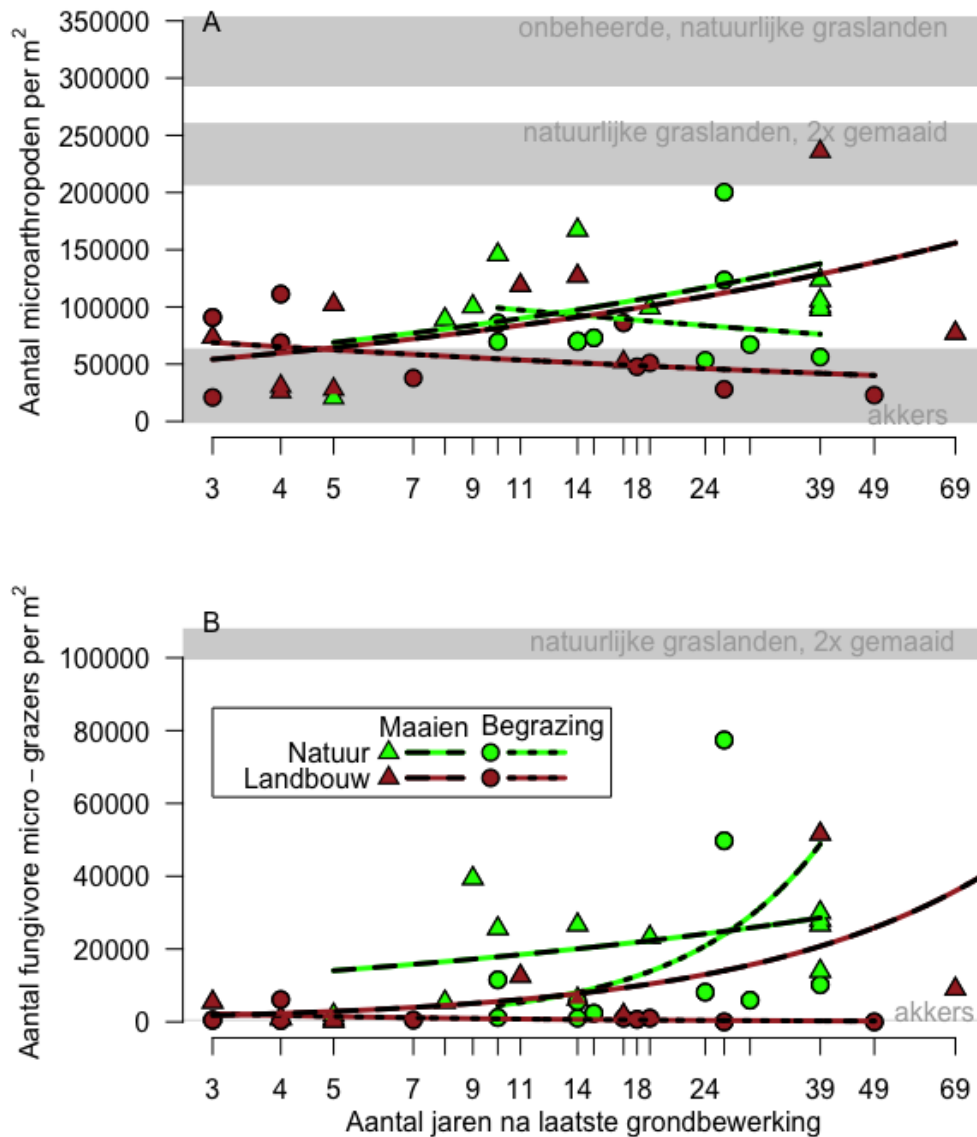 A
onbeheerde, natuurlijke graslanden
natuurlijke graslanden, 2x gemaaid
akkers
Aantal microarthropoden per m²
350000
300000
250000
200000
150000
100000
50000
0
3 4 5 7 9 11 14 18 24 39 49 69
B
natuurlijke graslanden, 2x gemaaid
akkers
Aantal fungivore micro – grazers per m²
100000
80000
60000
40000
20000
0
Maaien Begrazing
Natuur
Landbouw
3 4 5 7 9 11 14 18 24 39 49 69
Aantal jaren na laatste grondbewerking